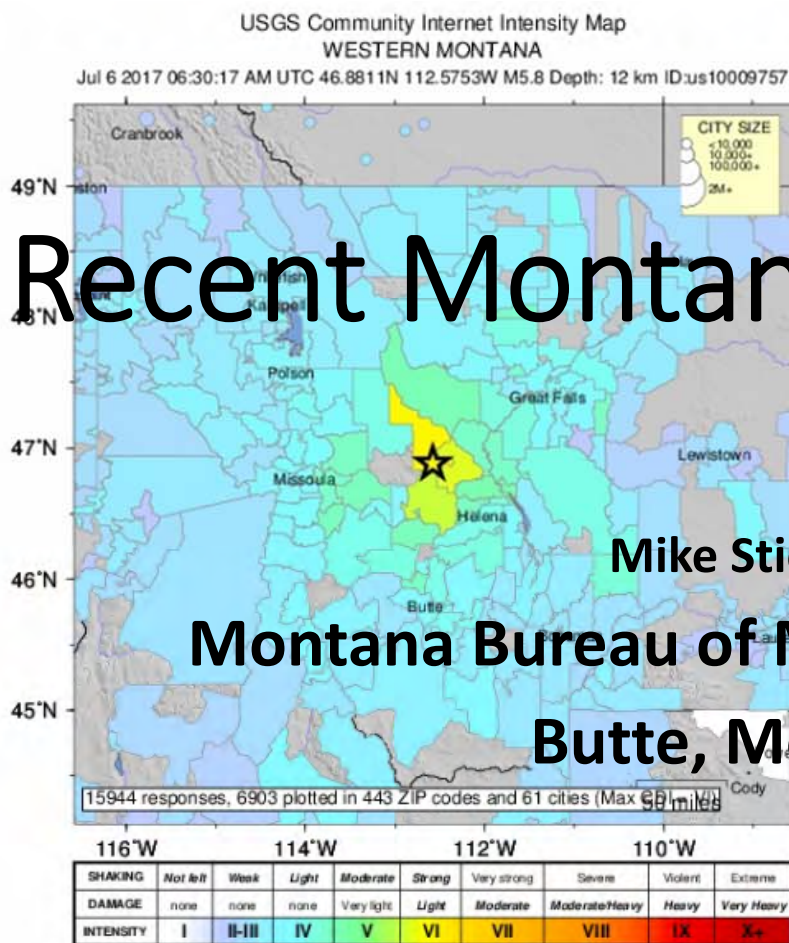 USGS Community Internet Intensity Map
WESTERN MONTANA
Jul 6 2017 06:30:17 AM UTC 46.8811N 112.5753W M5.8 Depth: 12 km ID:us10009757
Cranbrook
CITY SIZE
<10,000
10,000+
100,000+
2M+
49°N
Recent Montan
Kalispell
48°N
Polson
Great Falls
47°N
Lewistown
Missoula
Helena
Mike Sti
46°N
Butte
Montana Bureau of M
45°N
Butte, M
Cody
15944 responses, 6903 plotted in 443 ZIP codes and 61 cities (Max CDI = VI)
50 miles
116°W 114°W 112°W 110°W
SHAKING Not felt Weak Light Moderate Strong Very strong Severe Violent Extreme
DAMAGE none none none Very light Light Moderate Moderate/Heavy Heavy Very Heavy
INTENSITY I II-III IV V VI VII VIII IX X+